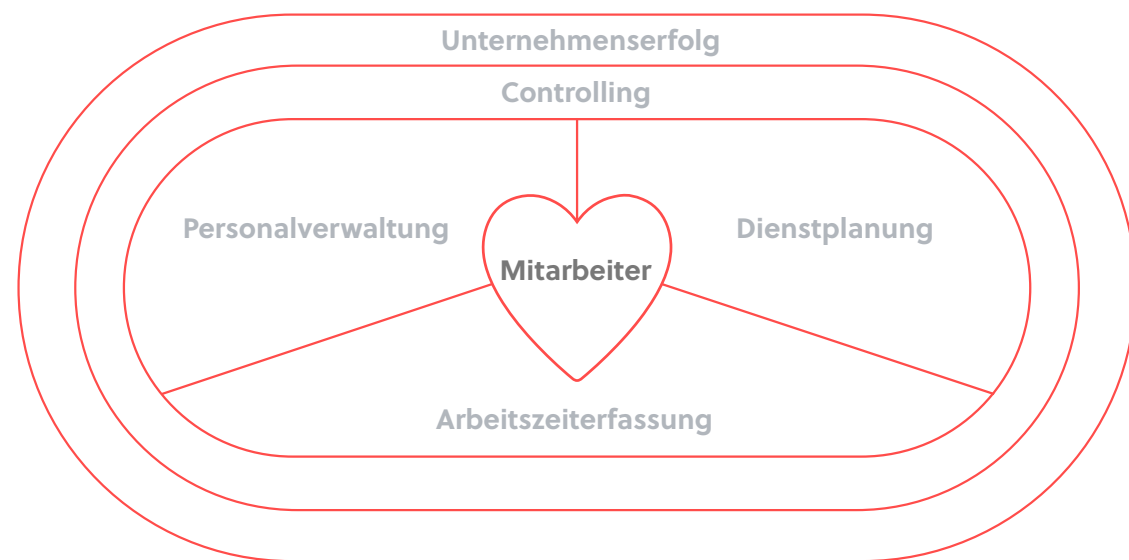 Unternehmenserfolg
Controlling
Personalverwaltung
Dienstplanung
Mitarbeiter
Arbeitszeiterfassung